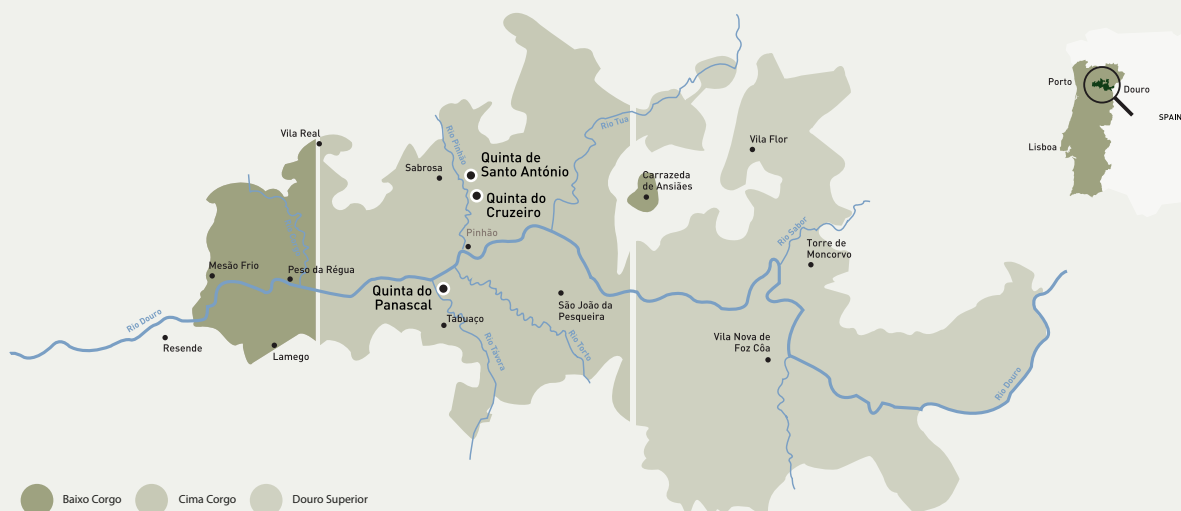 Vila Real
Sabrosa
Rio Pinhão
Quinta de
Santo António
Quinta do
Cruzeiro
Pinhão
Rio Tua
Vila Flor
Carrazeda
de Ansiães
Porto
Douro
SPAIN
Lisboa
Mesão Frio
Peso da Régua
Quinta do
Panascal
Rio Sabor
Torre de
Moncorvo
São João da
Pesqueira
Tabuaço
Rio Távora
Rio Torto
Rio Douro
Resende
Lamego
Vila Nova de
Foz Côa
Rio Douro
Baixo Corgo
Cima Corgo
Douro Superior